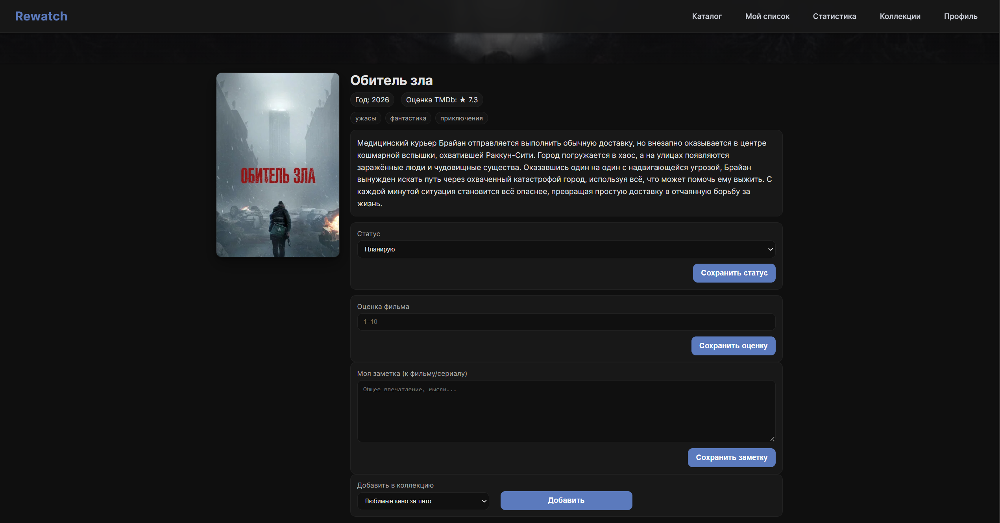 Rewatch
Каталог
Мой список
Статистика
Коллекции
Профиль
ОБИТЕЛЬ ЗЛА
Обитель зла
Год: 2026
Оценка TMDb: ★ 7.3
ужасы
фантастика
приключения
Медицинский курьер Брайан отправляется выполнить обычную доставку, но внезапно оказывается в центре
кошмарной вспышки, охватившей Раккун-Сити. Город погружается в хаос, а на улицах появляются
заражённые люди и чудовищные существа. Оказавшись один на один с надвигающейся угрозой, Брайан
вынужден искать путь через охваченный катастрофой город, используя всё, что может помочь ему выжить. С
каждой минутой ситуация становится всё опаснее, превращая простую доставку в отчаянную борьбу за
жизнь.
Статус
Планирую
Сохранить статус
Оценка фильма
1–10
Сохранить оценку
Моя заметка (к фильму/сериалу)
Общее впечатление, мысли...
Сохранить заметку
Добавить в коллекцию
Любимые кино за лето
Добавить